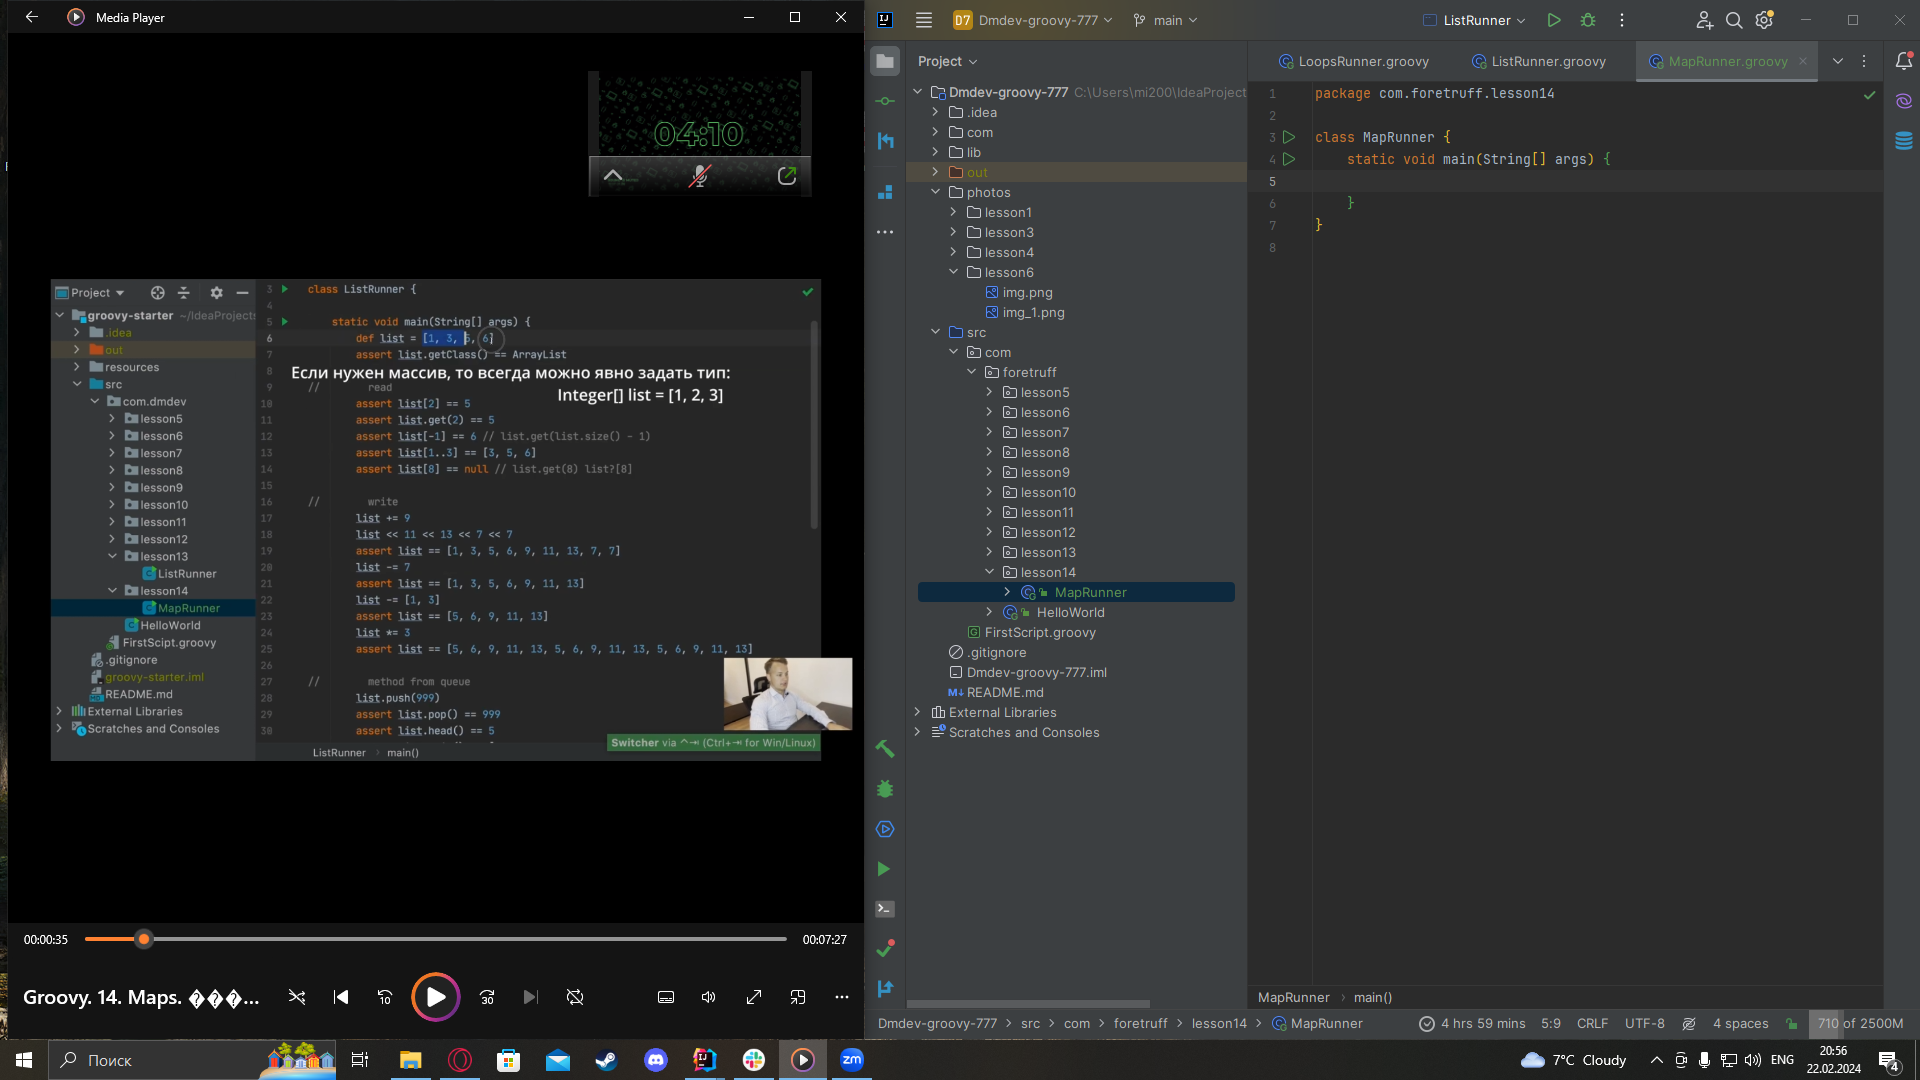 Media Player
04:10
Project
groovy-starter ~/IdeaProjects
.idea
out
resources
src
com.dmdev
lesson5
lesson6
lesson7
lesson8
lesson9
lesson10
lesson11
lesson12
lesson13
ListRunner
lesson14
MapRunner
HelloWorld
FirstScipt.groovy
.gitignore
groovy-starter.iml
README.md
External Libraries
Scratches and Consoles
3 class ListRunner {
4
5 static void main(String[] args) {
6 def list = [1, 3, 5, 6]
7 assert list.getClass() == ArrayList
8
Если нужен массив, то всегда можно явно задать тип:
9 // read
Integer[] list = [1, 2, 3]
10 assert list[2] == 5
11 assert list.get(2) == 5
12 assert list[-1] == 6 // list.get(list.size() - 1)
13 assert list[1..3] == [3, 5, 6]
14 assert list[8] == null // list.get(8) list?[8]
15
16 // write
17 list += 9
18 list << 11 << 13 << 7 << 7
19 assert list == [1, 3, 5, 6, 9, 11, 13, 7, 7]
20 list -= 7
21 assert list == [1, 3, 5, 6, 9, 11, 13]
22 list -= [1, 3]
23 assert list == [5, 6, 9, 11, 13]
24 list *= 3
25 assert list == [5, 6, 9, 11, 13, 5, 6, 9, 11, 13, 5, 6, 9, 11, 13]
26
27 // method from queue
28 list.push(999)
29 assert list.pop() == 999
30 assert list.head() == 5
Switcher via ^⇥ (Ctrl+⇥ for Win/Linux)
ListRunner › main()
00:00:35
00:07:27
Groovy. 14. Maps. ���...
10
30
IJ
D7 Dmdev-groovy-777
main
ListRunner
Project
LoopsRunner.groovy
ListRunner.groovy
MapRunner.groovy
Dmdev-groovy-777 C:\Users\mi200\IdeaProject
.idea
com
lib
out
photos
lesson1
lesson3
lesson4
lesson6
img.png
img_1.png
src
com
foretruff
lesson5
lesson6
lesson7
lesson8
lesson9
lesson10
lesson11
lesson12
lesson13
lesson14
MapRunner
HelloWorld
FirstScript.groovy
.gitignore
Dmdev-groovy-777.iml
README.md
External Libraries
Scratches and Consoles
1 package com.foretruff.lesson14
2
3 class MapRunner {
4 static void main(String[] args) {
5
6 }
7 }
8
MapRunner › main()
Dmdev-groovy-777 › src › com › foretruff › lesson14 › MapRunner
4 hrs 59 mins
5:9
CRLF
UTF-8
4 spaces
710 of 2500M
Поиск
zm
7°C Cloudy
ENG
20:56
22.02.2024
4